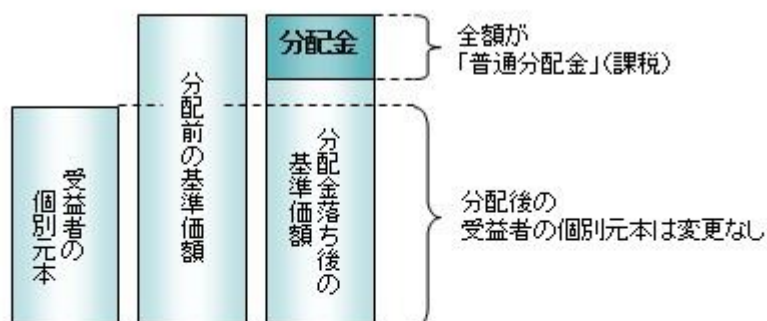 受益者の
個別元本
分配前の基準価額
分配金
分配金落ち後の
基準価額
全額が
「普通分配金」(課税)
分配後の
受益者の個別元本は変更なし